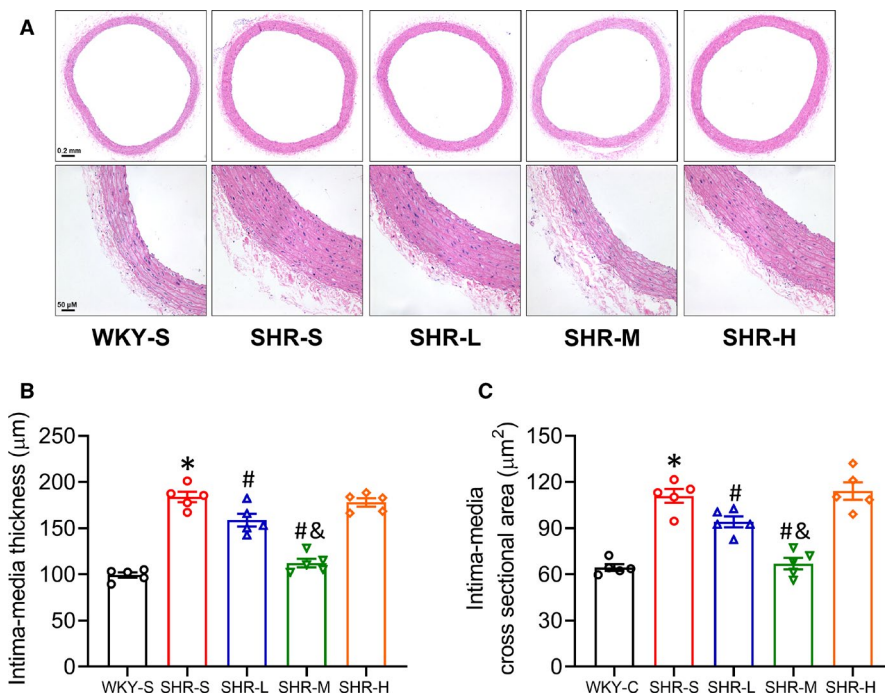 A
0.2 mm
50 μM
WKY-S SHR-S SHR-L SHR-M SHR-H
B
Intima-media thickness (μm)
250
200
150
100
50
0
*
#
#&
WKY-S SHR-S SHR-L SHR-M SHR-H
C
Intima-media
cross sectional area (μm²)
150
120
90
60
30
0
*
#
#&
WKY-C SHR-S SHR-L SHR-M SHR-H